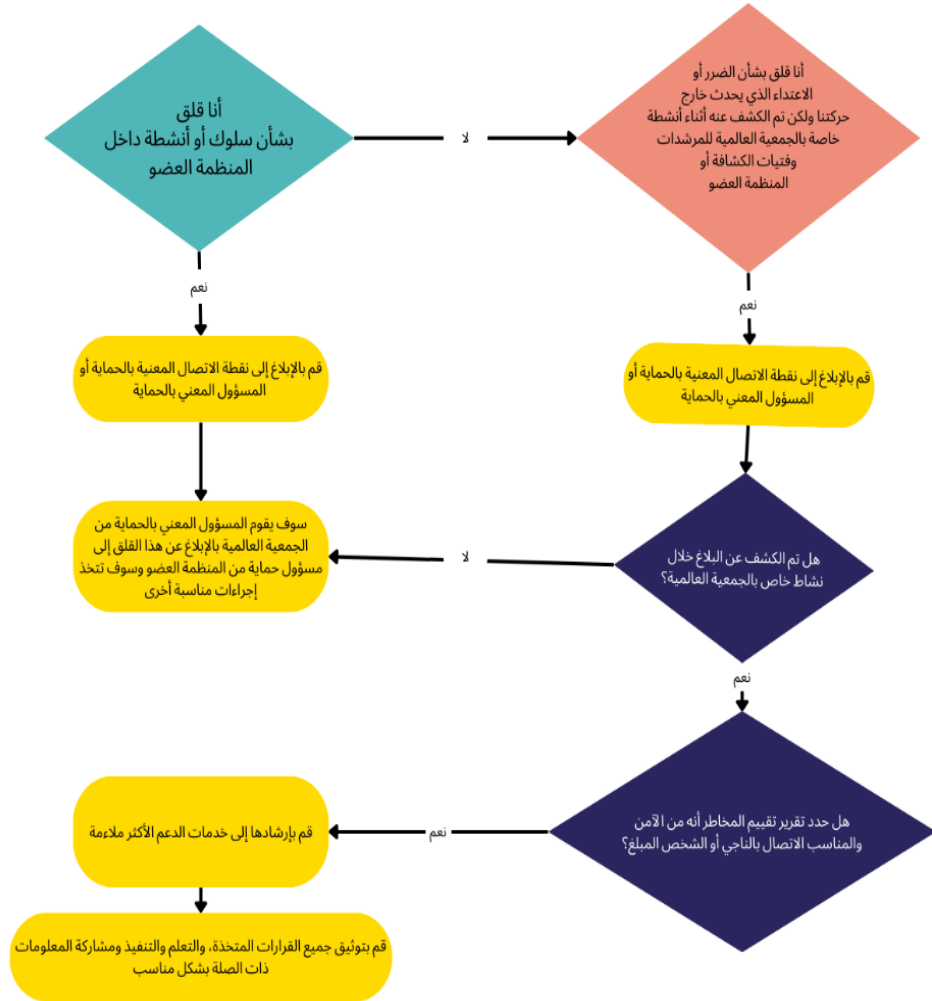 أنا قلق
بشأن سلوك أو أنشطة داخل
المنظمة العضو
لا
أنا قلق بشأن الضرر أو
الاعتداء الذي يحدث خارج
حركتنا ولكن تم الكشف عنه أثناء أنشطة
خاصة بالجمعية العالمية للمرشدات
وفتيات الكشافة أو
المنظمة العضو
نعم
قم بالإبلاغ إلى نقطة الاتصال المعنية بالحماية أو
المسؤول المعني بالحماية
نعم
قم بالإبلاغ إلى نقطة الاتصال المعنية بالحماية أو
المسؤول المعني بالحماية
سوف يقوم المسؤول المعني بالحماية من
الجمعية العالمية بالإبلاغ عن هذا القلق إلى
مسؤول حماية من المنظمة العضو وسوف تتخذ
إجراءات مناسبة أخرى
لا
هل تم الكشف عن البلاغ خلال
نشاط خاص بالجمعية العالمية؟
نعم
هل حدد تقرير تقييم المخاطر أنه من الآمن
والمناسب الاتصال بالناجي أو الشخص المبلغ؟
نعم
قم بإرشادها إلى خدمات الدعم الأكثر ملاءمة
قم بتوثيق جميع القرارات المتخذة، والتعلم والتنفيذ ومشاركة المعلومات
ذات الصلة بشكل مناسب